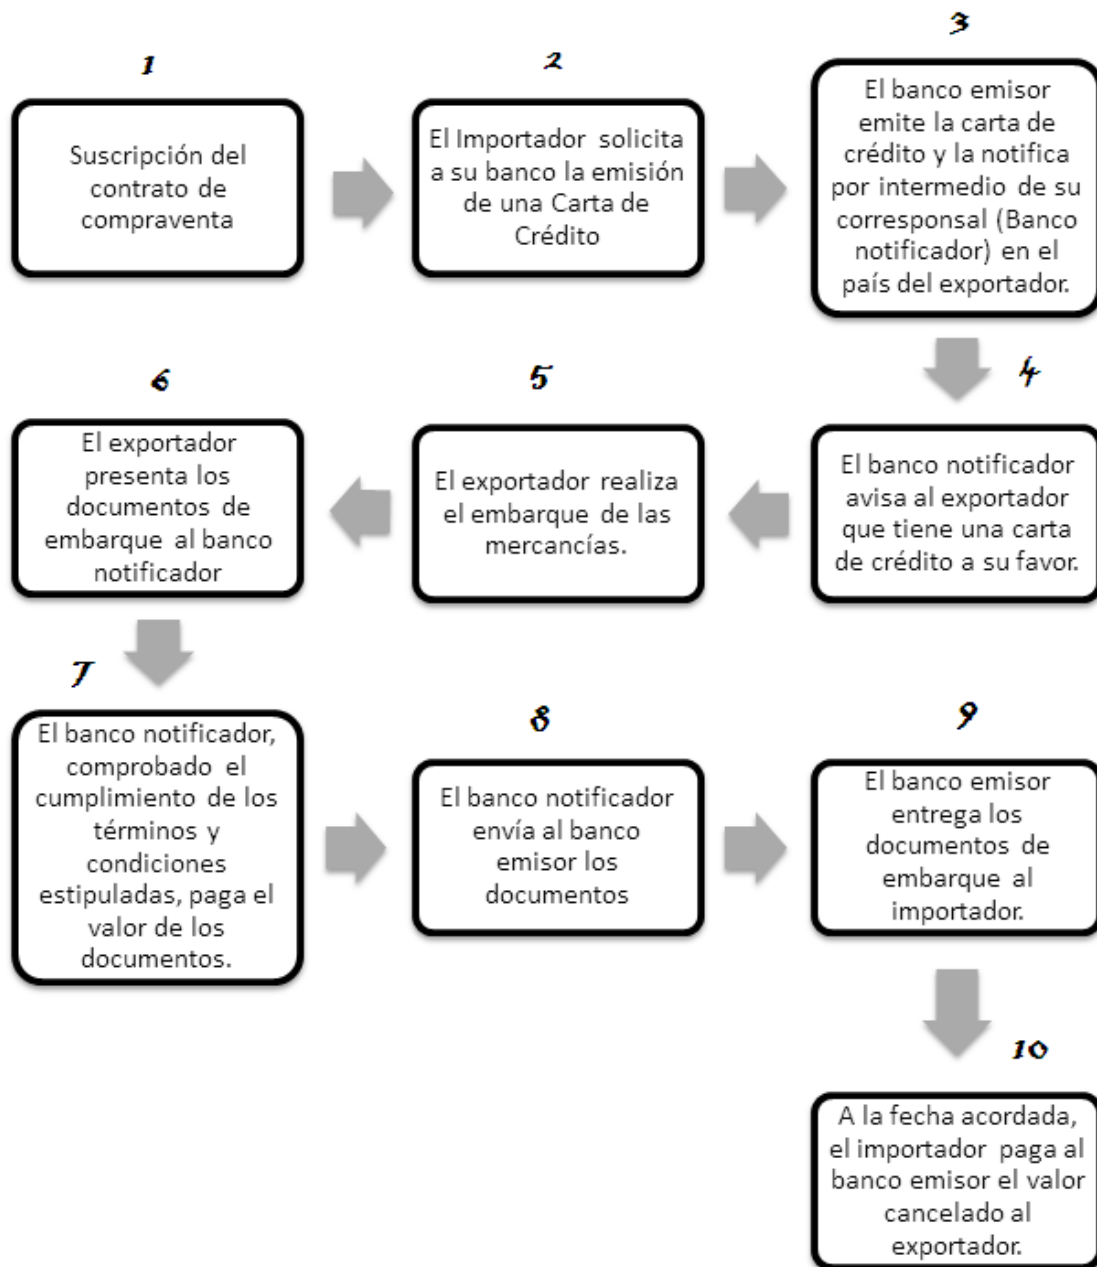 1
Suscripción del
contrato de
compraventa
2
El Importador solicita
a su banco la emisión
de una Carta de
Crédito
3
El banco emisor
emite la carta de
crédito y la notifica
por intermedio de su
corresponsal (Banco
notificador) en el
país del exportador.
4
El banco notificador
avisa al exportador
que tiene una carta
de crédito a su favor.
5
El exportador realiza
el embarque de las
mercancías.
6
El exportador
presenta los
documentos de
embarque al banco
notificador
7
El banco notificador,
comprobado el
cumplimiento de los
términos y
condiciones
estipuladas, paga el
valor de los
documentos.
8
El banco notificador
envía al banco
emisor los
documentos
9
El banco emisor
entrega los
documentos de
embarque al
importador.
10
A la fecha acordada,
el importador paga al
banco emisor el valor
cancelado al
exportador.